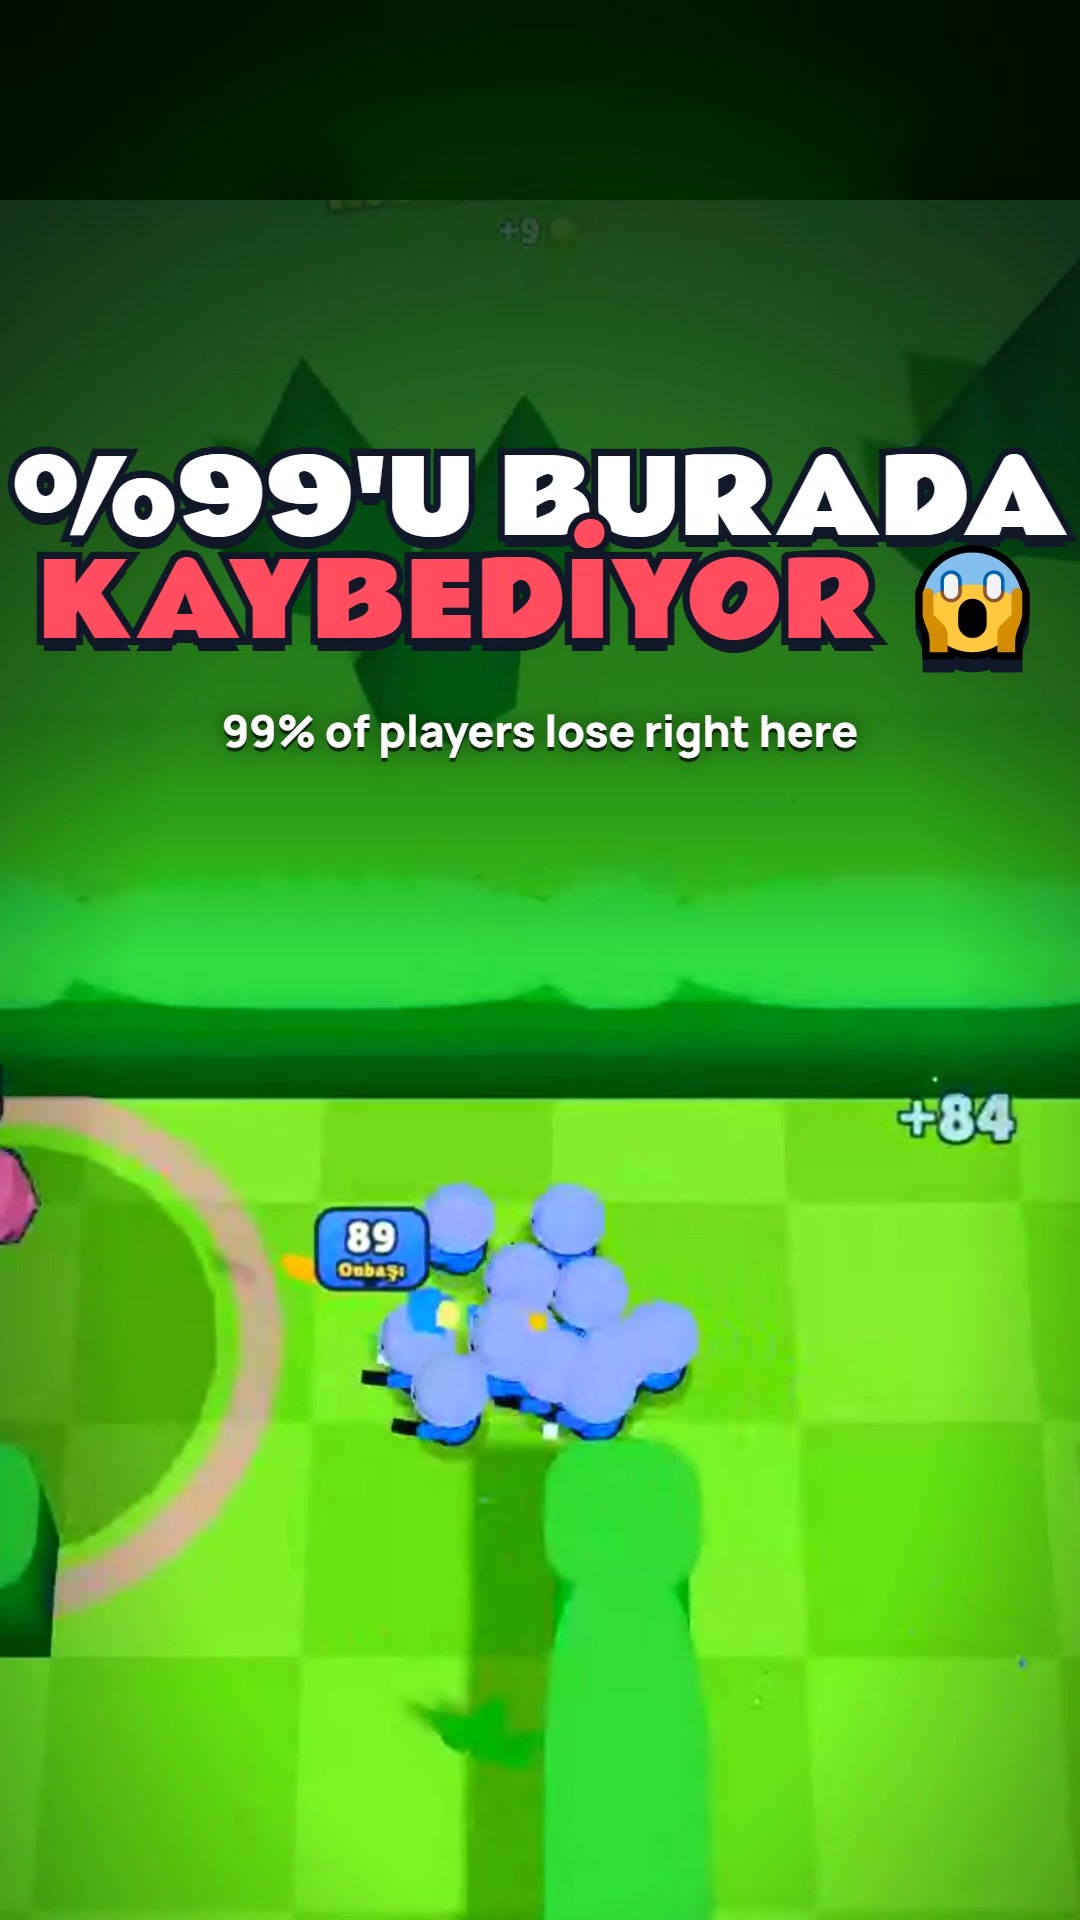 +9
%99'U BURADA
KAYBEDİYOR 😱
99% of players lose right here
+84
89
Onbaşı